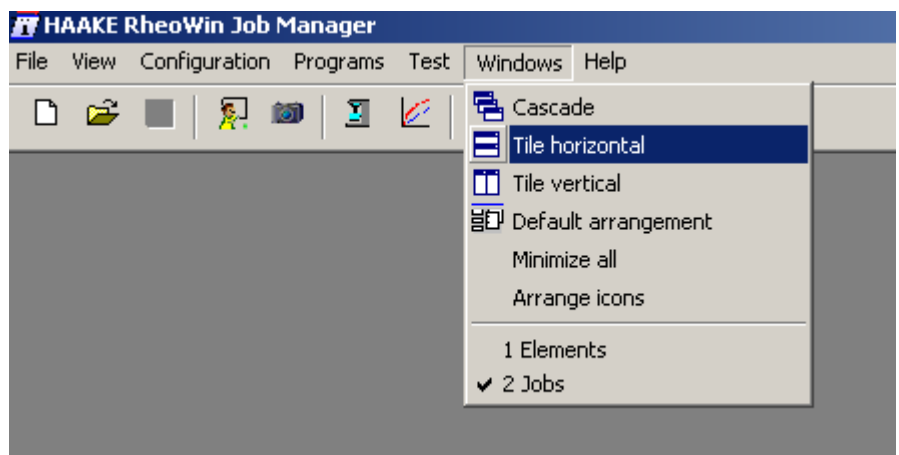 HAAKE RheoWin Job Manager
File View Configuration Programs Test Windows Help
Cascade
Tile horizontal
Tile vertical
Default arrangement
Minimize all
Arrange icons
1 Elements
2 Jobs